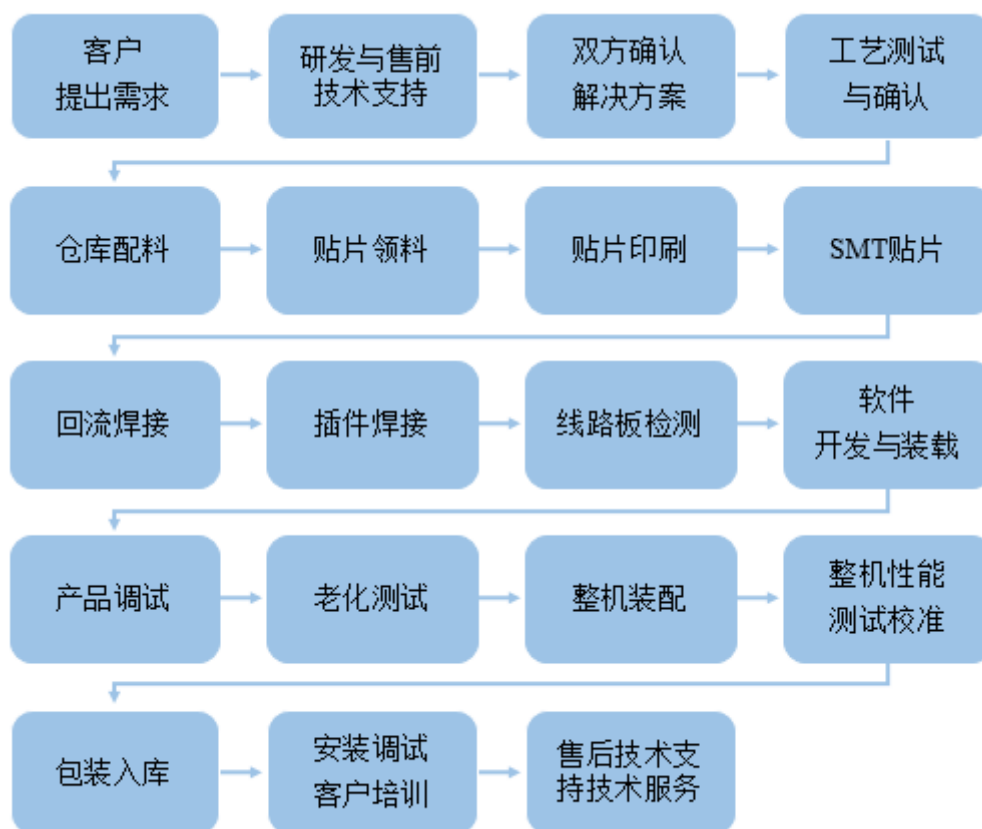 客户
提出需求
研发与售前
技术支持
双方确认
解决方案
工艺测试
与确认
仓库配料
贴片领料
贴片印刷
SMT贴片
回流焊接
插件焊接
线路板检测
软件
开发与装载
产品调试
老化测试
整机装配
整机性能
测试校准
包装入库
安装调试
客户培训
售后技术支
持技术服务